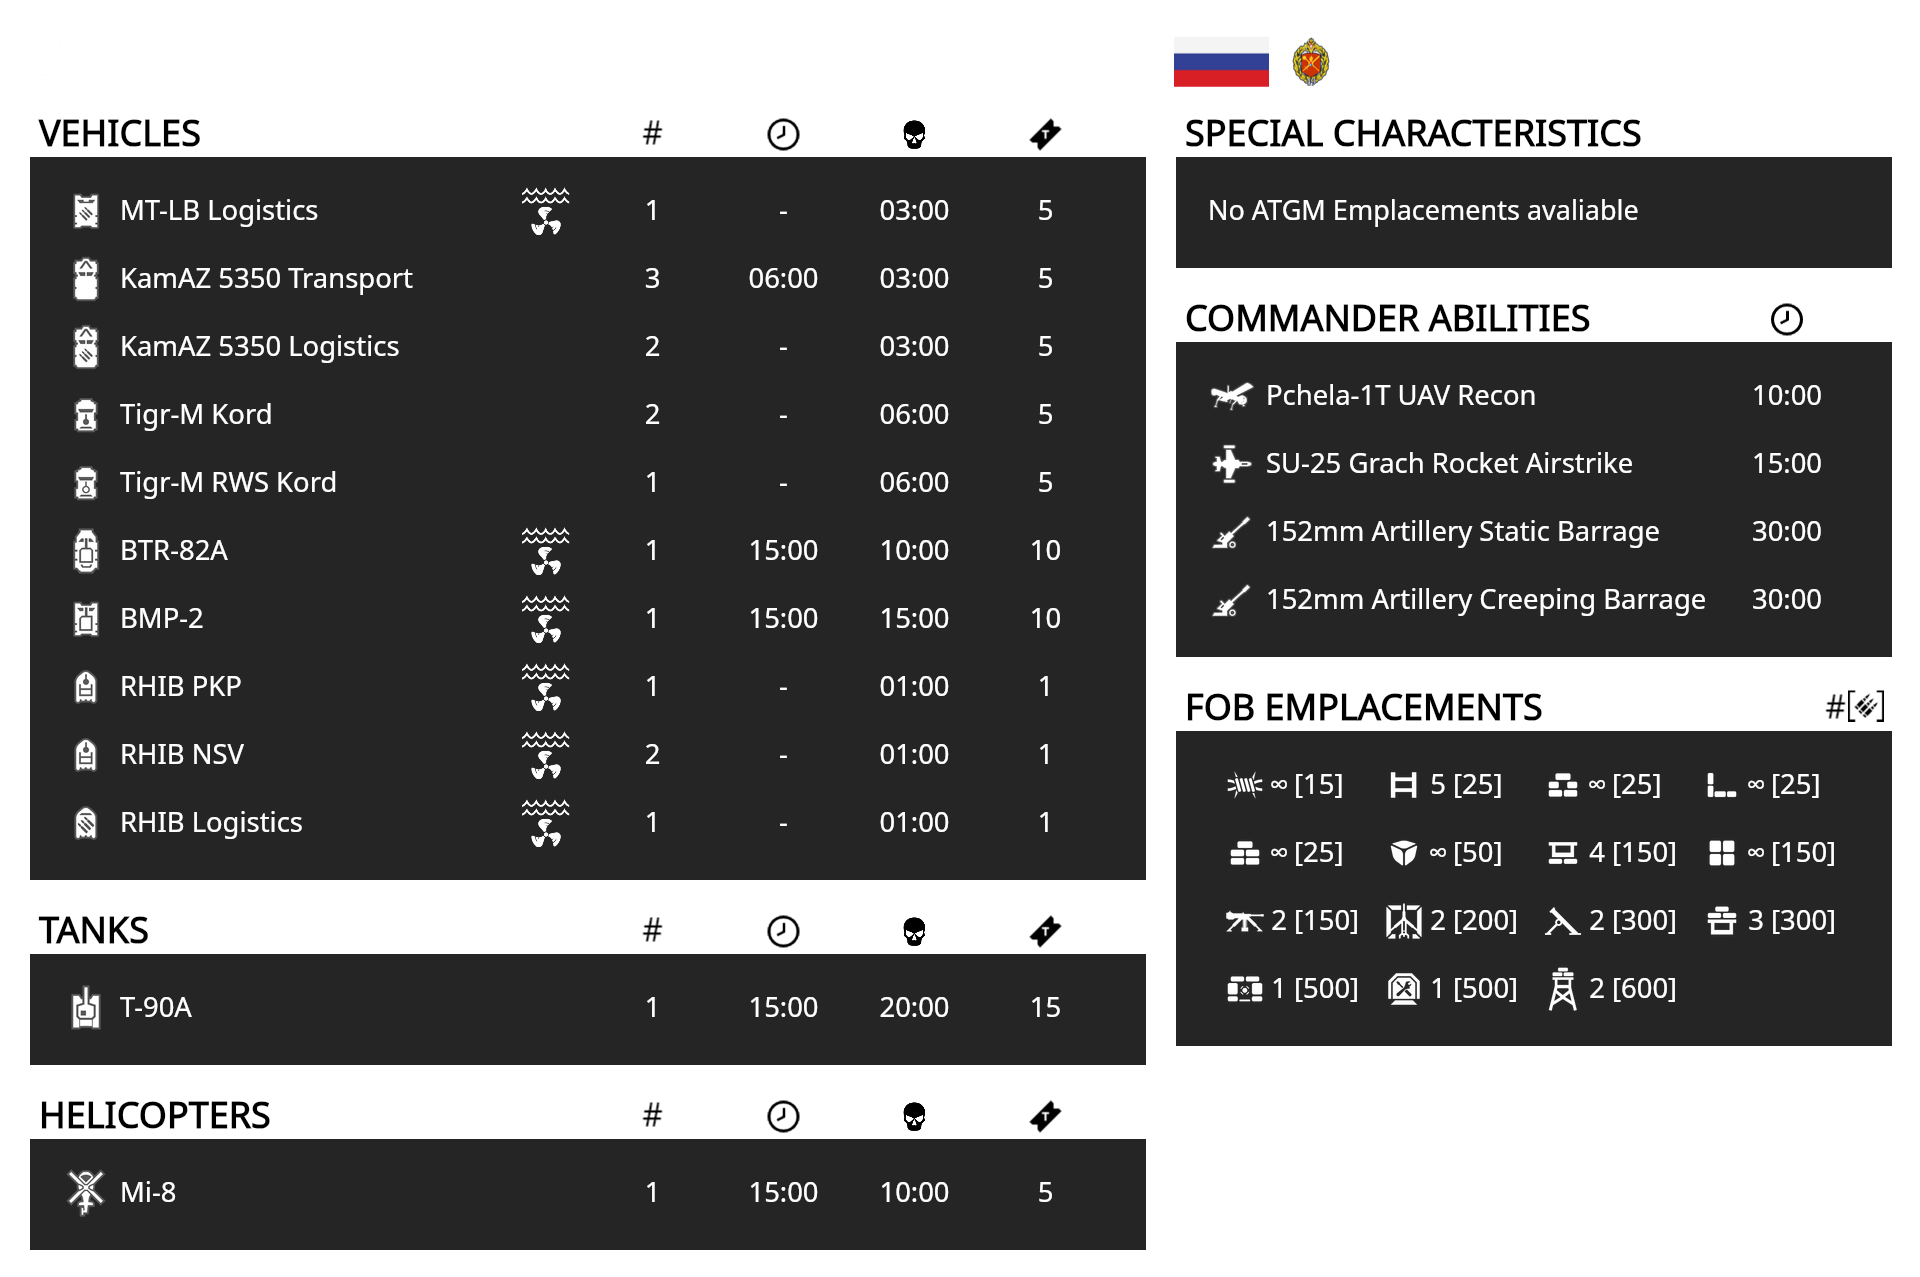 VEHICLES #
MT-LB Logistics 1 - 03:00 5
KamAZ 5350 Transport 3 06:00 03:00 5
KamAZ 5350 Logistics 2 - 03:00 5
Tigr-M Kord 2 - 06:00 5
Tigr-M RWS Kord 1 - 06:00 5
BTR-82A 1 15:00 10:00 10
BMP-2 1 15:00 15:00 10
RHIB PKP 1 - 01:00 1
RHIB NSV 2 - 01:00 1
RHIB Logistics 1 - 01:00 1
TANKS #
T-90A 1 15:00 20:00 15
HELICOPTERS #
Mi-8 1 15:00 10:00 5
SPECIAL CHARACTERISTICS
No ATGM Emplacements avaliable
COMMANDER ABILITIES
Pchela-1T UAV Recon 10:00
SU-25 Grach Rocket Airstrike 15:00
152mm Artillery Static Barrage 30:00
152mm Artillery Creeping Barrage 30:00
FOB EMPLACEMENTS #[ ]
∞ [15] 5 [25] ∞ [25] ∞ [25]
∞ [25] ∞ [50] 4 [150] ∞ [150]
2 [150] 2 [200] 2 [300] 3 [300]
1 [500] 1 [500] 2 [600]